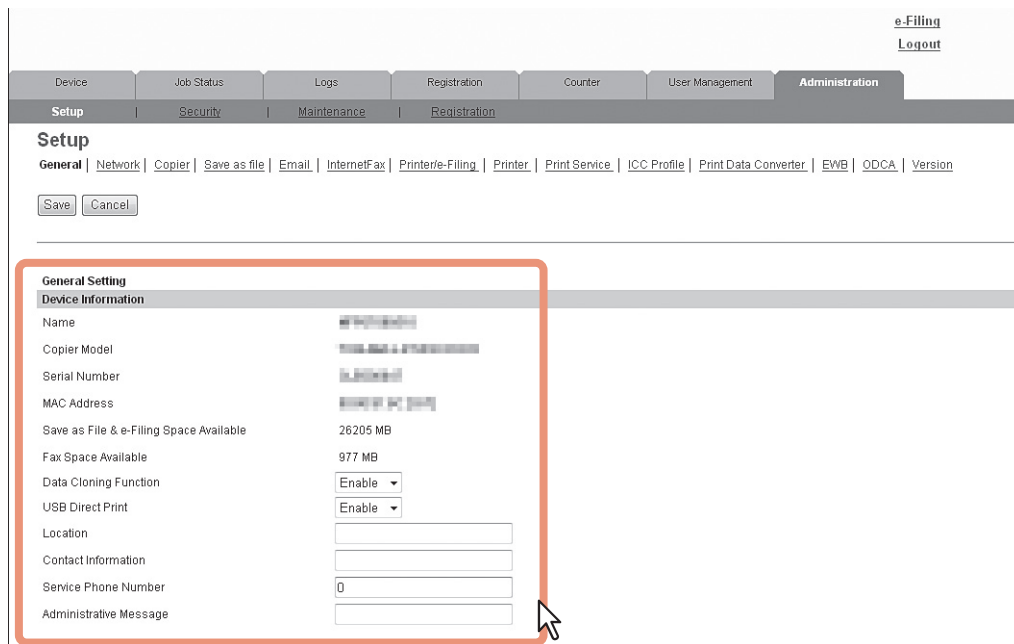 e-Filing
Logout
Device Job Status Logs Registration Counter User Management Administration
Setup | Security | Maintenance | Registration
Setup
General | Network | Copier | Save as file | Email | InternetFax | Printer/e-Filing | Printer | Print Service | ICC Profile | Print Data Converter | EWB | ODCA | Version
Save Cancel
General Setting
Device Information
Name
Copier Model
Serial Number
MAC Address
Save as File & e-Filing Space Available 26205 MB
Fax Space Available 977 MB
Data Cloning Function Enable
USB Direct Print Enable
Location
Contact Information
Service Phone Number 0
Administrative Message